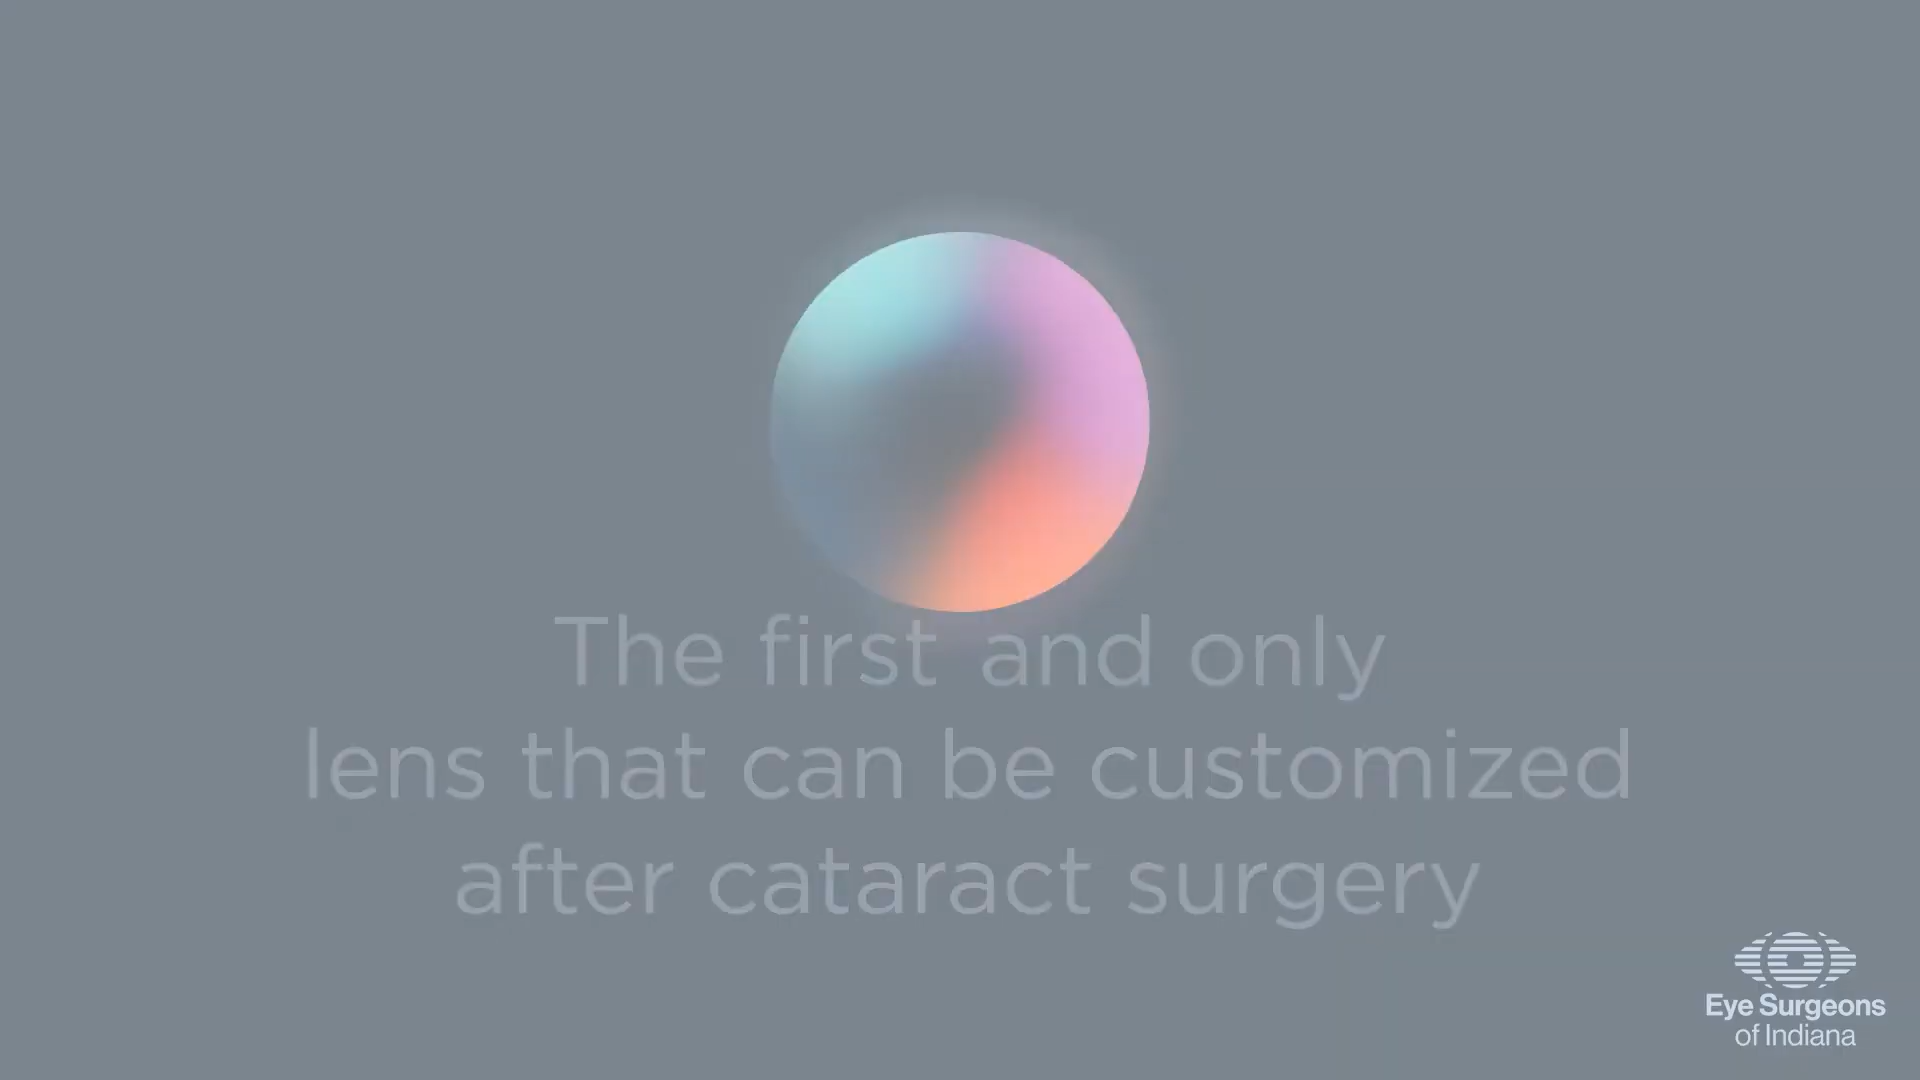 The first and only
lens that can be customized
after cataract surgery
Eye Surgeons
of Indiana